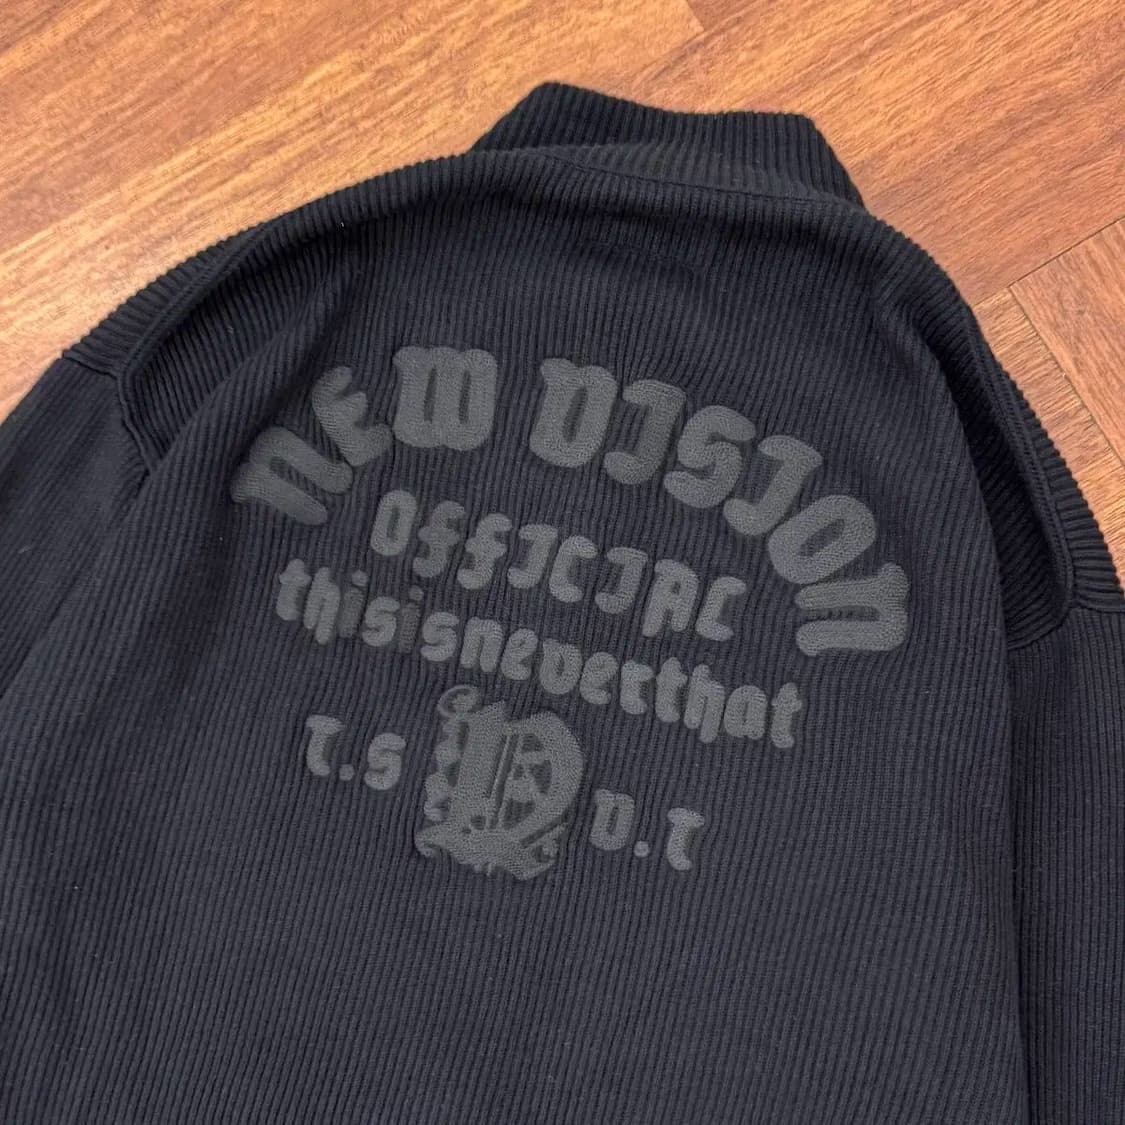 NEW VISION
OFFICIAL
thisisneverthat
T.S N V.T